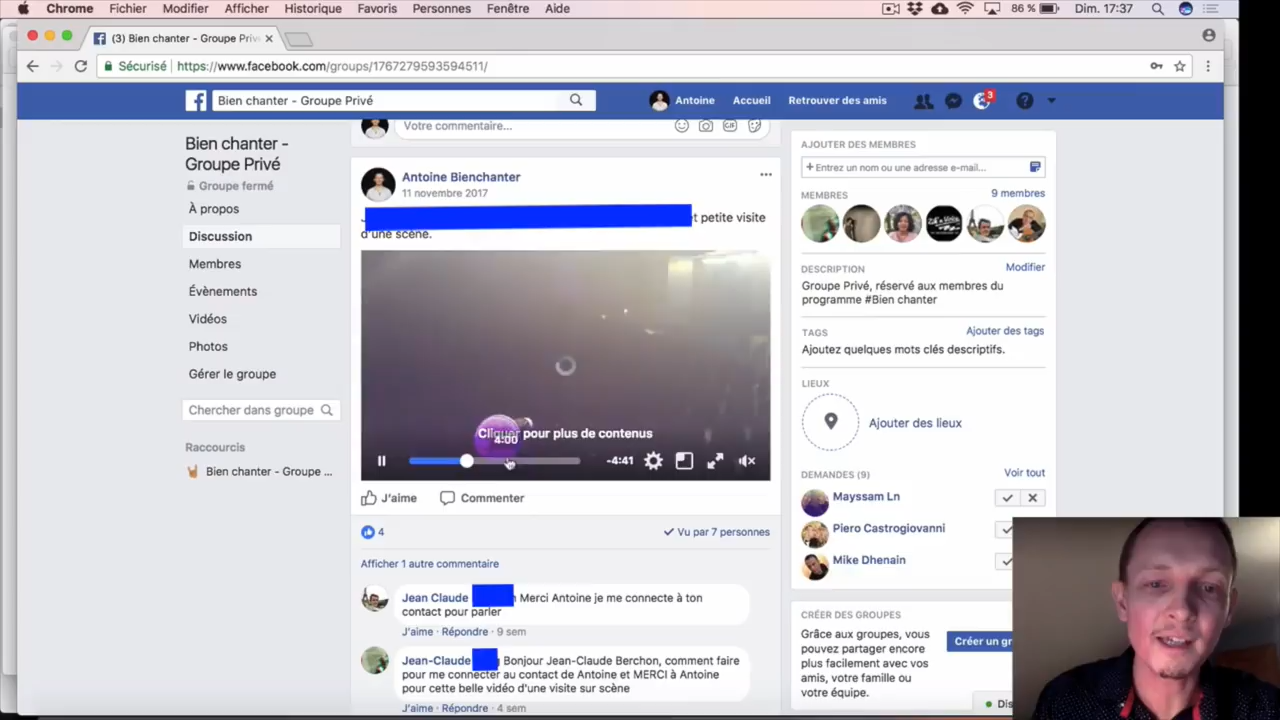 Chrome Fichier Modifier Afficher Historique Favoris Personnes Fenêtre Aide 86 % Dim. 17:37
(3) Bien chanter - Groupe Priv
Sécurisé https://www.facebook.com/groups/1767279593594511/
Bien chanter - Groupe Privé Antoine Accueil Retrouver des amis 3
Bien chanter -
Groupe Privé
Groupe fermé
À propos
Discussion
Membres
Évènements
Vidéos
Photos
Gérer le groupe
Chercher dans groupe
Raccourcis
Bien chanter - Groupe ...
Votre commentaire...
GIF
Antoine Bienchanter
11 novembre 2017
t petite visite
d'une scène.
Cliquer pour plus de contenus
4:00
-4:41
J'aime Commenter
4 Vu par 7 personnes
Afficher 1 autre commentaire
Jean Claude Merci Antoine je me connecte à ton
contact pour parler
J'aime · Répondre · 9 sem
Jean-Claude Bonjour Jean-Claude Berchon, comment faire
pour me connecter au contact de Antoine et MERCI à Antoine
pour cette belle vidéo d'une visite sur scène
J'aime · Répondre · 4 sem
AJOUTER DES MEMBRES
+ Entrez un nom ou une adresse e-mail...
MEMBRES 9 membres
DESCRIPTION Modifier
Groupe Privé, réservé aux membres du
programme #Bien chanter
TAGS Ajouter des tags
Ajoutez quelques mots clés descriptifs.
LIEUX
Ajouter des lieux
DEMANDES (9) Voir tout
Mayssam Ln
Piero Castrogiovanni
Mike Dhenain
CRÉER DES GROUPES
Grâce aux groupes, vous
pouvez partager encore
plus facilement avec vos
amis, votre famille ou
votre équipe.
Créer un gr
Dis